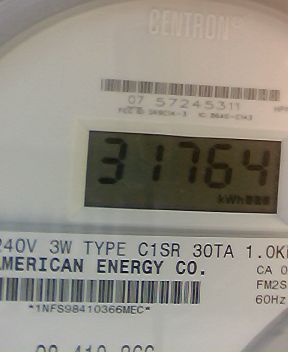 CENTRON®
07 57245311
31764
kWh
240V 3W TYPE C1SR 30TA 1.0K
AMERICAN ENERGY CO.
CA 0
FM2S
60Hz
*1NFS98410366MEC*